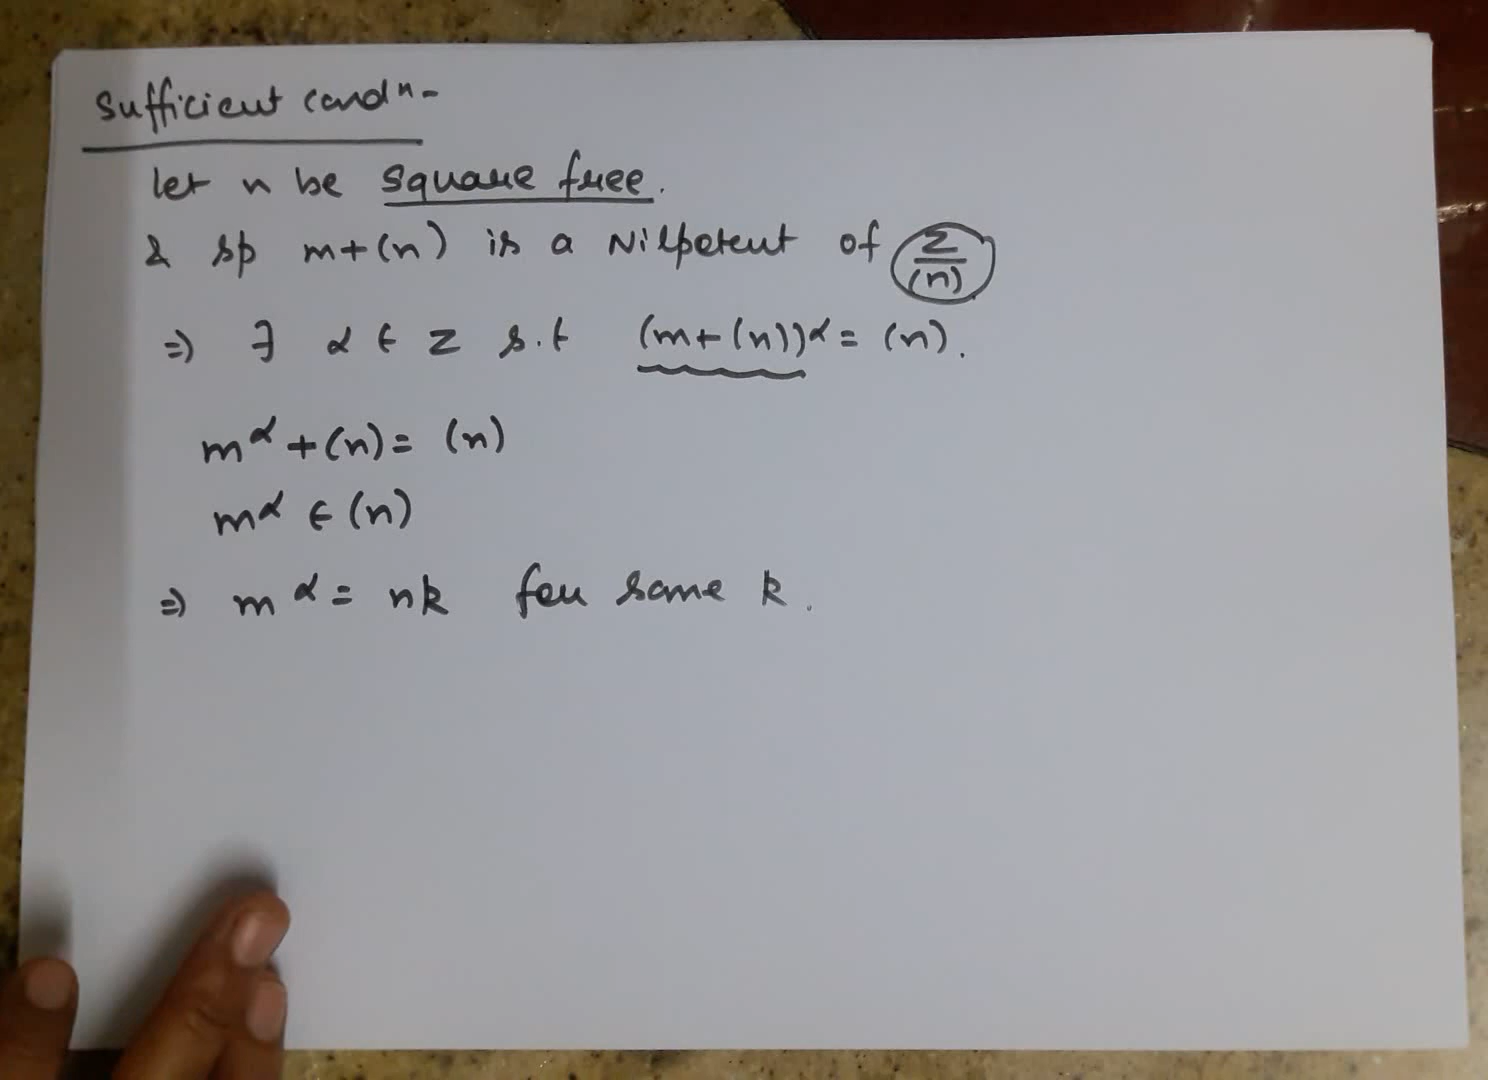 Sufficient condⁿ-
let n be square free.
& sp m+(n) is a Nilpotent of Z/(n)
⇒ ∃ α ∈ Z s.t (m+(n))^α = (n).
m^α + (n) = (n)
m^α ∈ (n)
⇒ m^α = nk for some k.